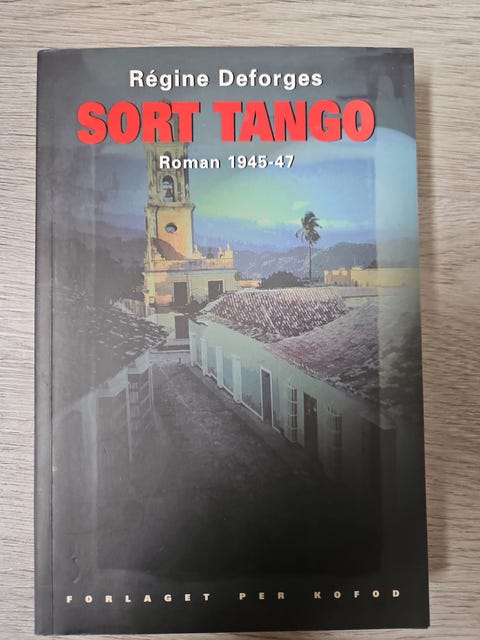 Régine Deforges
SORT TANGO
Roman 1945-47
FORLAGET PER KOFOD